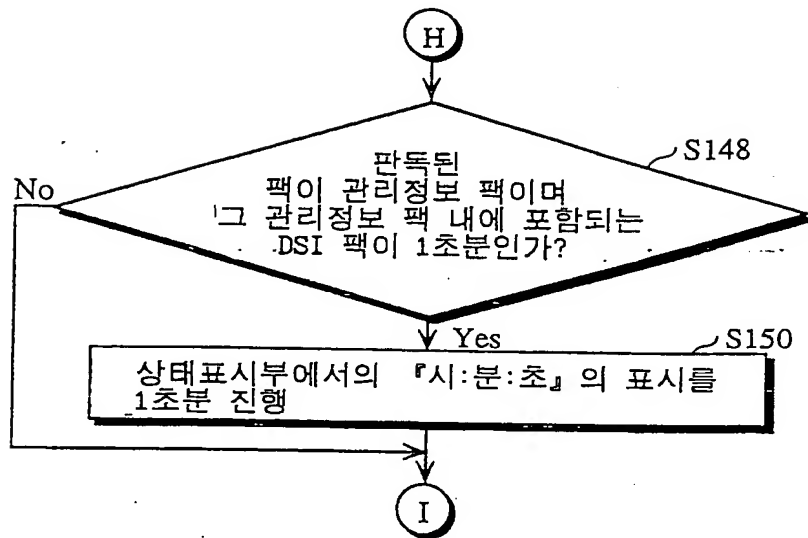 H
판독된
팩이 관리정보 팩이며
그 관리정보 팩 내에 포함되는
DSI 팩이 1초분인가?
S148
No
Yes
S150
상태표시부에서의 『시:분:초』의 표시를
1초분 진행
I